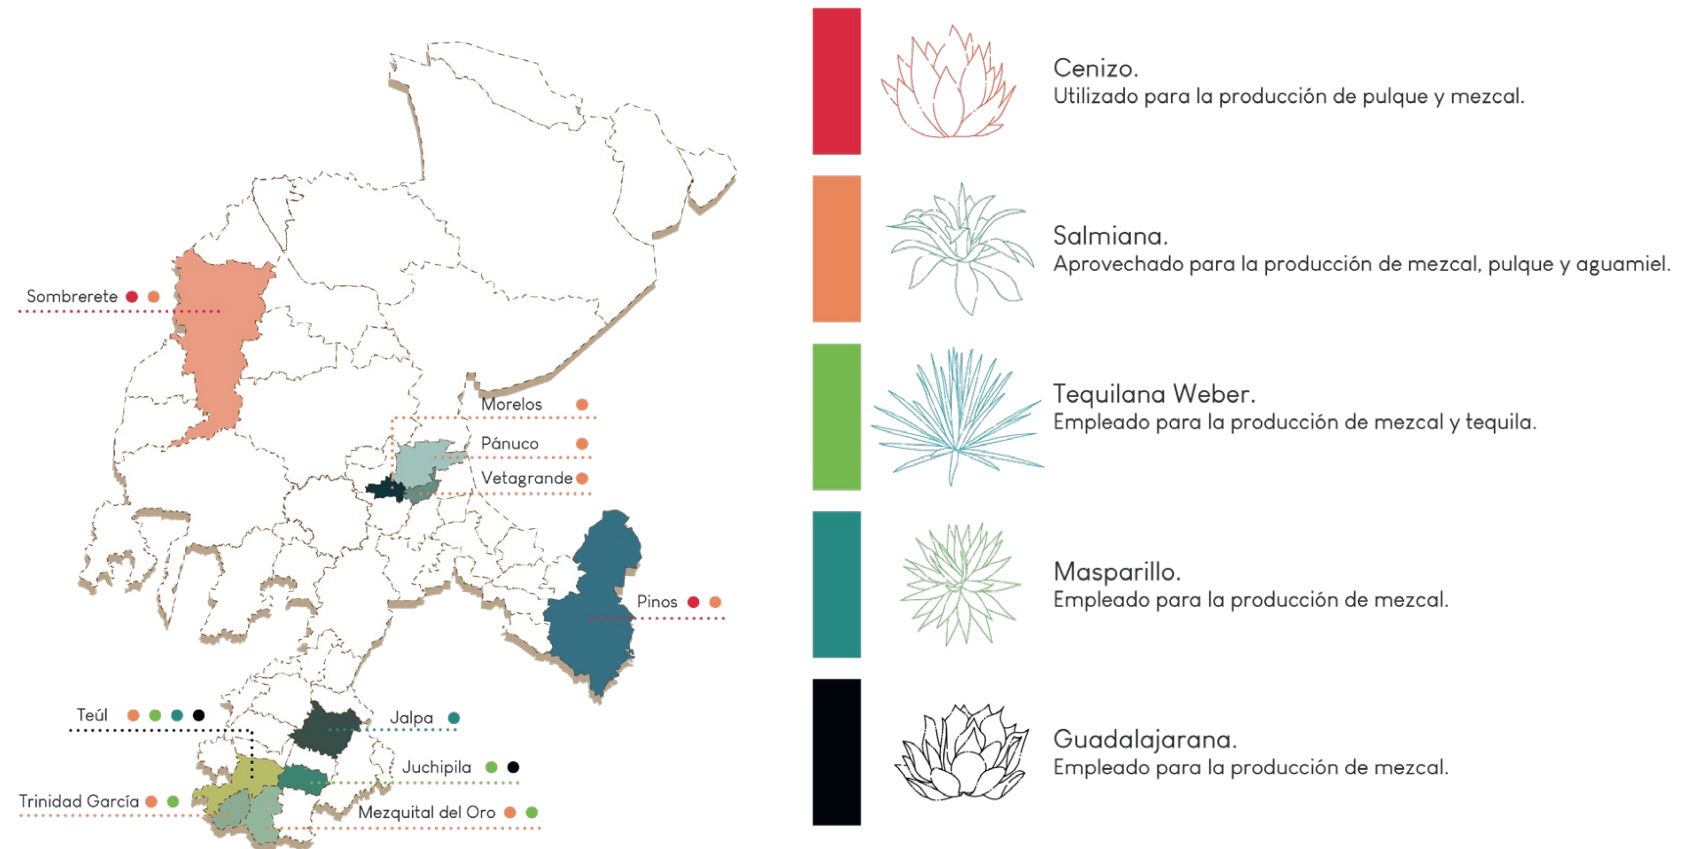 Sombrerete
Morelos
Pánuco
Vetagrande
Pinos
Teúl
Jalpa
Juchipila
Trinidad García
Mezquital del Oro
Cenizo.
Utilizado para la producción de pulque y mezcal.
Salmiana.
Aprovechado para la producción de mezcal, pulque y aguamiel.
Tequilana Weber.
Empleado para la producción de mezcal y tequila.
Masparillo.
Empleado para la producción de mezcal.
Guadalajarana.
Empleado para la producción de mezcal.